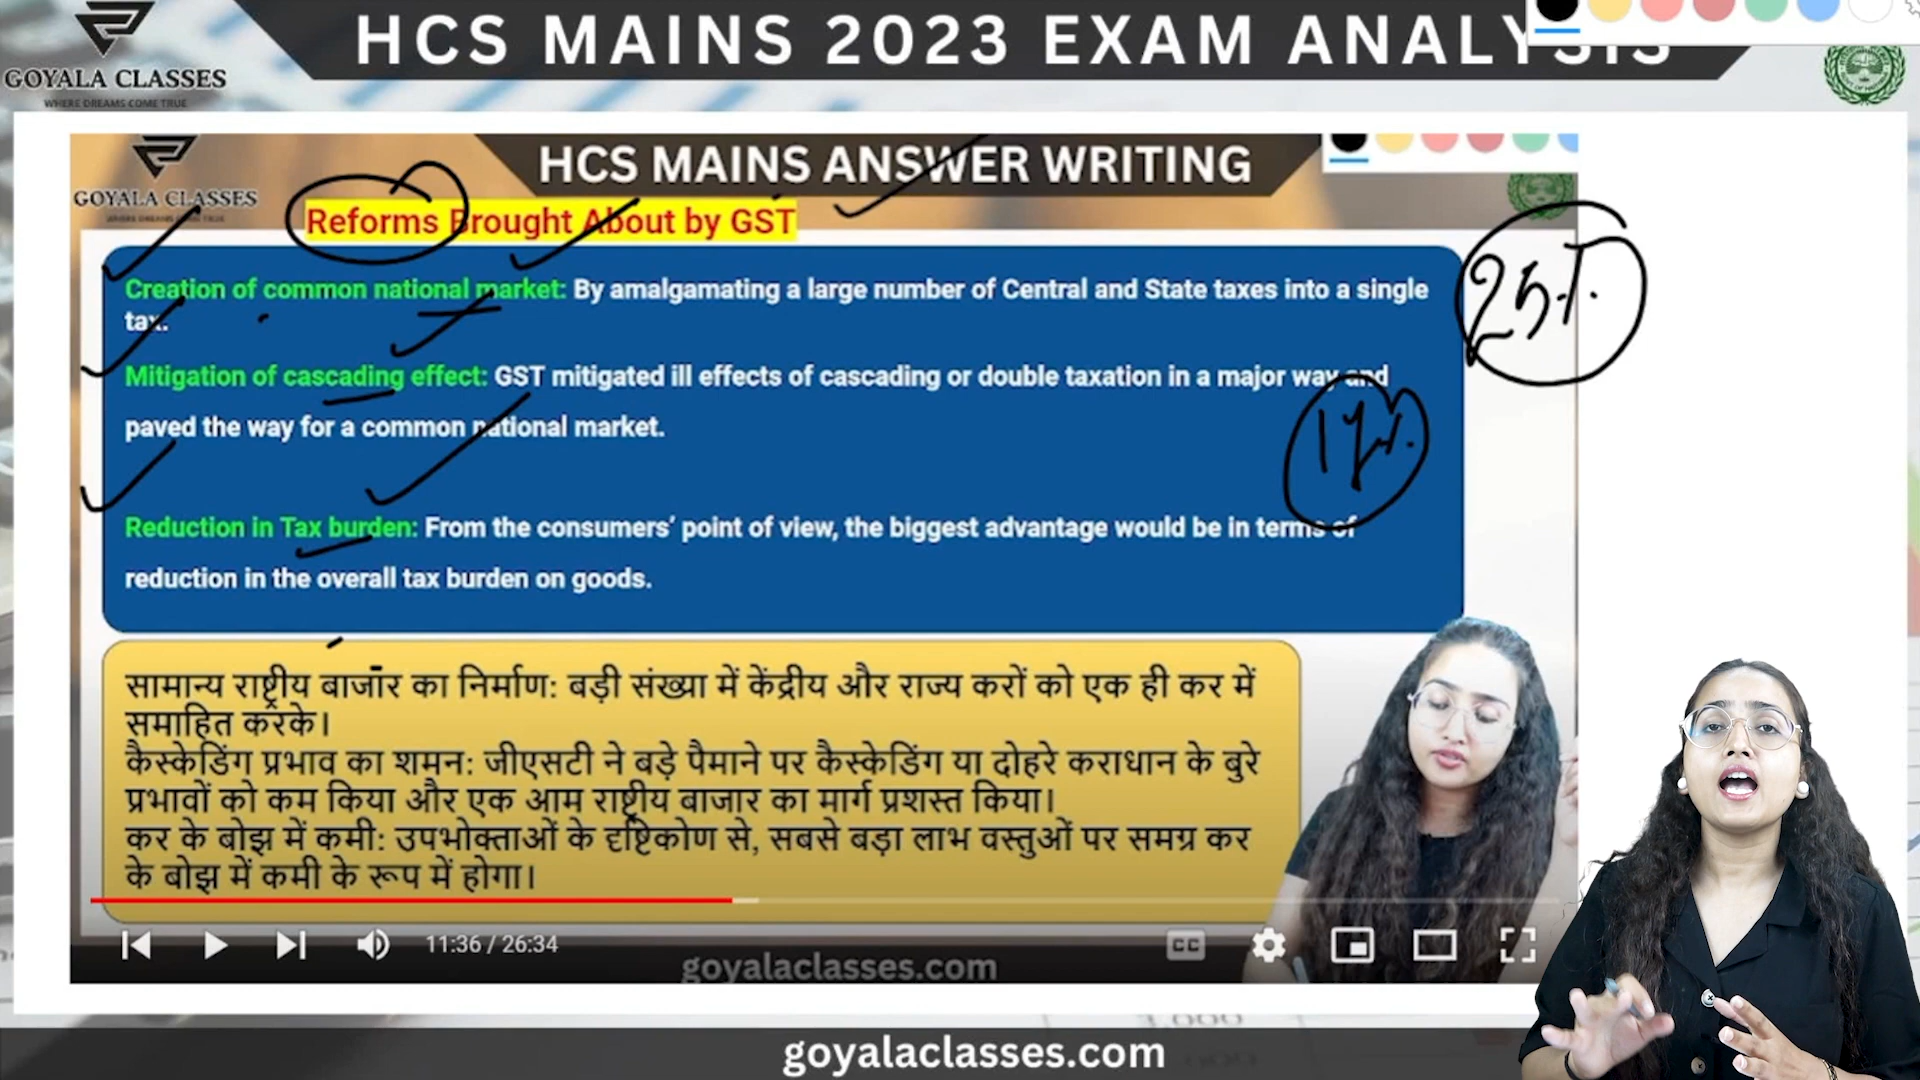 HCS MAINS 2023 EXAM ANALYSIS
GOYALA CLASSES
WHERE DREAMS COME TRUE
HCS MAINS ANSWER WRITING
GOYALA CLASSES
Reforms Brought About by GST
Creation of common national market: By amalgamating a large number of Central and State taxes into a single
tax.
25%
Mitigation of cascading effect: GST mitigated ill effects of cascading or double taxation in a major way and
paved the way for a common national market.
17%
Reduction in Tax burden: From the consumers' point of view, the biggest advantage would be in terms of
reduction in the overall tax burden on goods.
सामान्य राष्ट्रीय बाजार का निर्माण: बड़ी संख्या में केंद्रीय और राज्य करों को एक ही कर में
समाहित करके।
कैस्केडिंग प्रभाव का शमन: जीएसटी ने बड़े पैमाने पर कैस्केडिंग या दोहरे कराधान के बुरे
प्रभावों को कम किया और एक आम राष्ट्रीय बाजार का मार्ग प्रशस्त किया।
कर के बोझ में कमी: उपभोक्ताओं के दृष्टिकोण से, सबसे बड़ा लाभ वस्तुओं पर समग्र कर
के बोझ में कमी के रूप में होगा।
11:36 / 26:34
CC
goyalaclasses.com
goyalaclasses.com